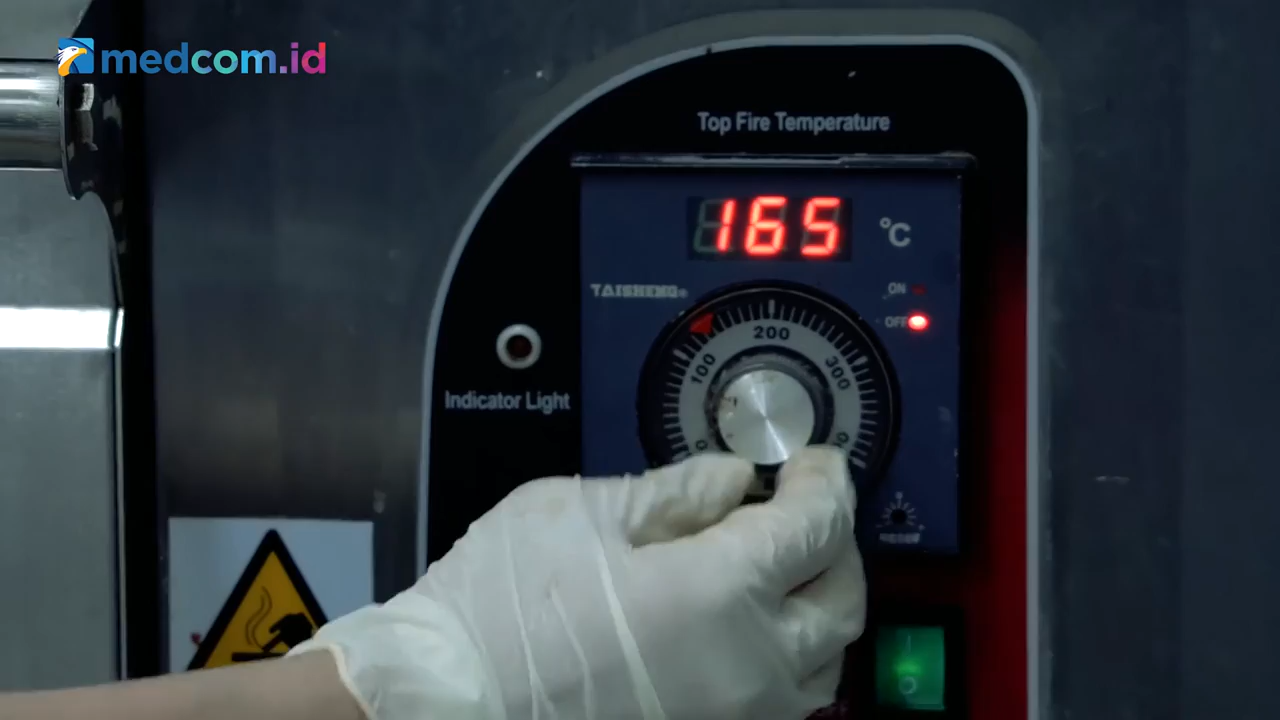 medcom.id
Top Fire Temperature
165
°C
TAISHENG®
ON
OFF
200
100
300
Indicator Light